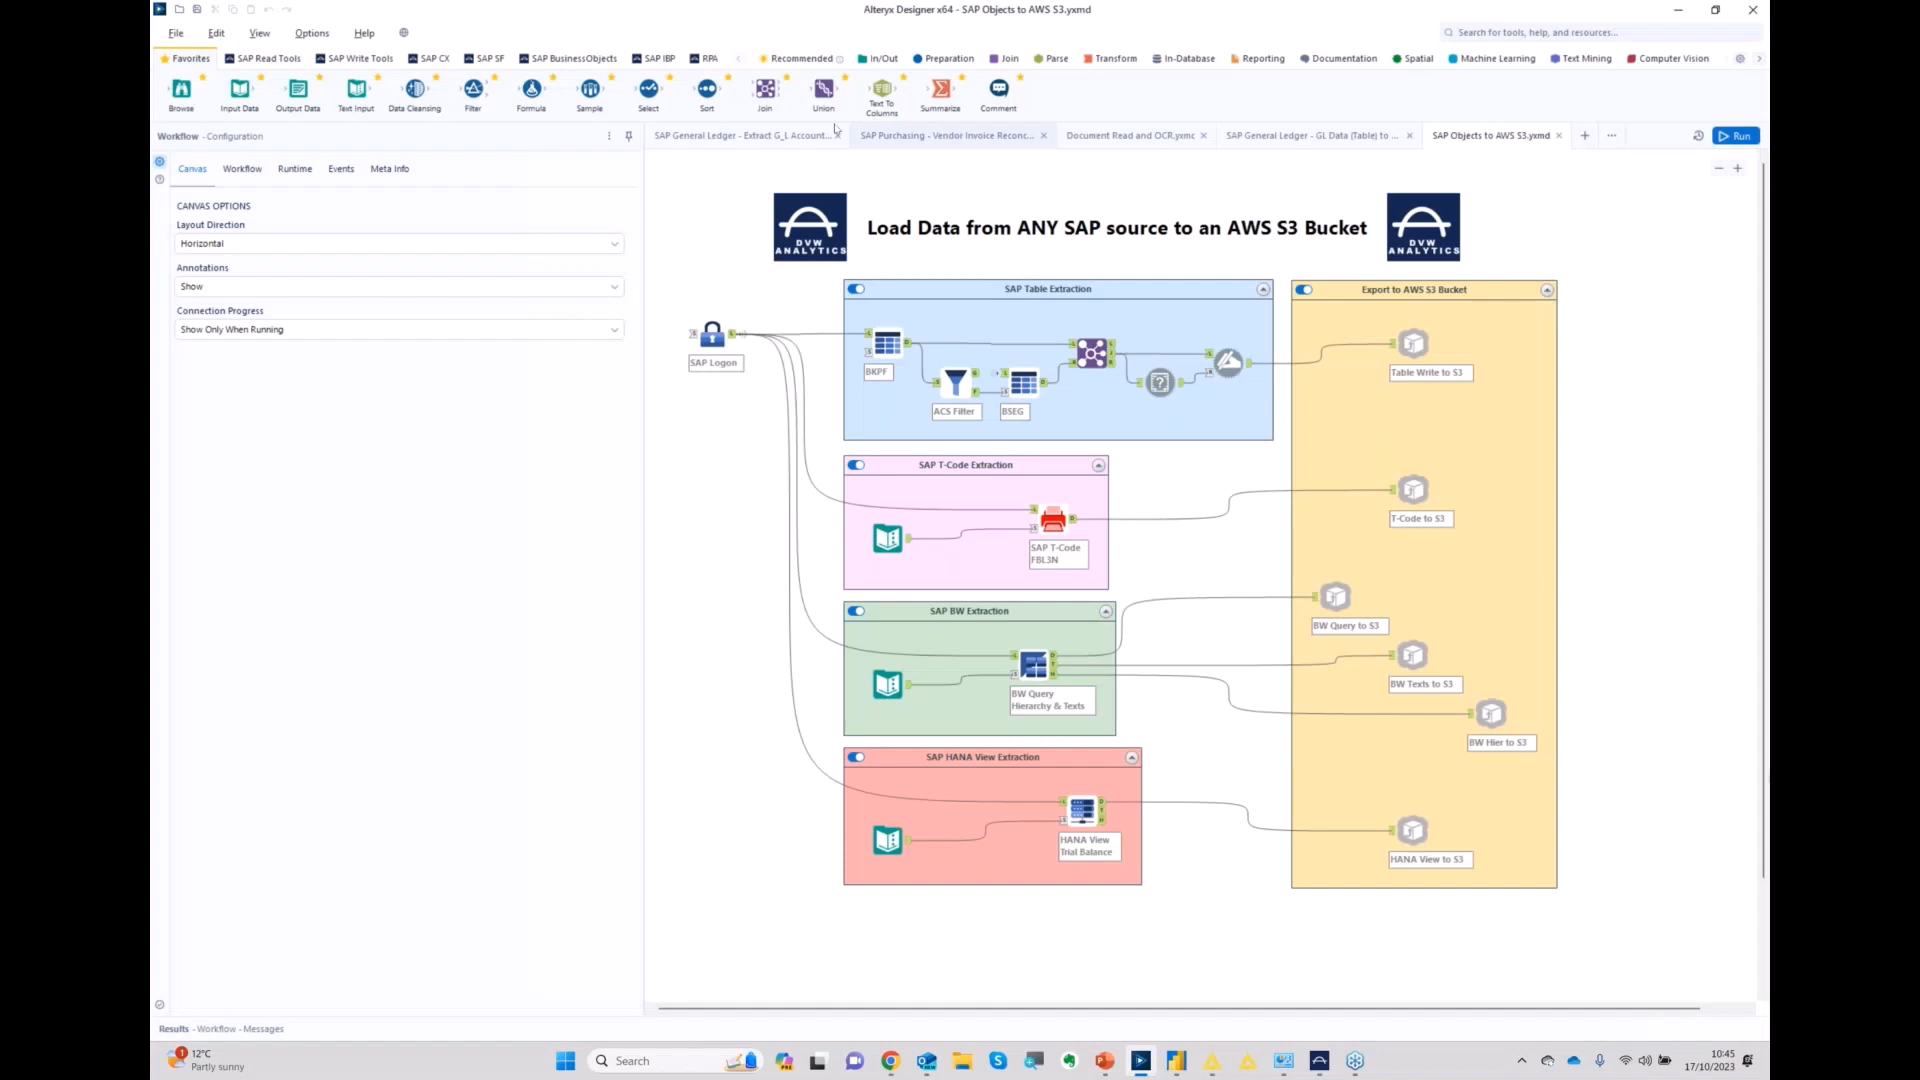 Alteryx Designer x64 - SAP Objects to AWS S3.yxmd
File Edit View Options Help
Search for tools, help, and resources...
Favorites SAP Read Tools SAP Write Tools SAP CX SAP SF SAP BusinessObjects SAP IBP RPA Recommended In/Out Preparation Join Parse Transform In-Database Reporting Documentation Spatial Machine Learning Text Mining Computer Vision
Browse Input Data Output Data Text Input Data Cleansing Filter Formula Sample Select Sort Join Union Text To Columns Summarize Comment
Workflow - Configuration
SAP General Ledger - Extract G_L Account... SAP Purchasing - Vendor Invoice Reconc... Document Read and OCR.yxmc SAP General Ledger - GL Data (Table) to ... SAP Objects to AWS S3.yxmd
Run
Canvas Workflow Runtime Events Meta Info
CANVAS OPTIONS
Layout Direction
Horizontal
Annotations
Show
Connection Progress
Show Only When Running
DVW ANALYTICS
Load Data from ANY SAP source to an AWS S3 Bucket
DVW ANALYTICS
SAP Table Extraction
Export to AWS S3 Bucket
SAP Logon
BKPF
ACS Filter
BSEG
Table Write to S3
SAP T-Code Extraction
SAP T-Code
FBL3N
T-Code to S3
SAP BW Extraction
BW Query
Hierarchy & Texts
BW Query to S3
BW Texts to S3
BW Hier to S3
SAP HANA View Extraction
HANA View
Trial Balance
HANA View to S3
Results - Workflow - Messages
1
12°C
Partly sunny
Search
10:45
17/10/2023